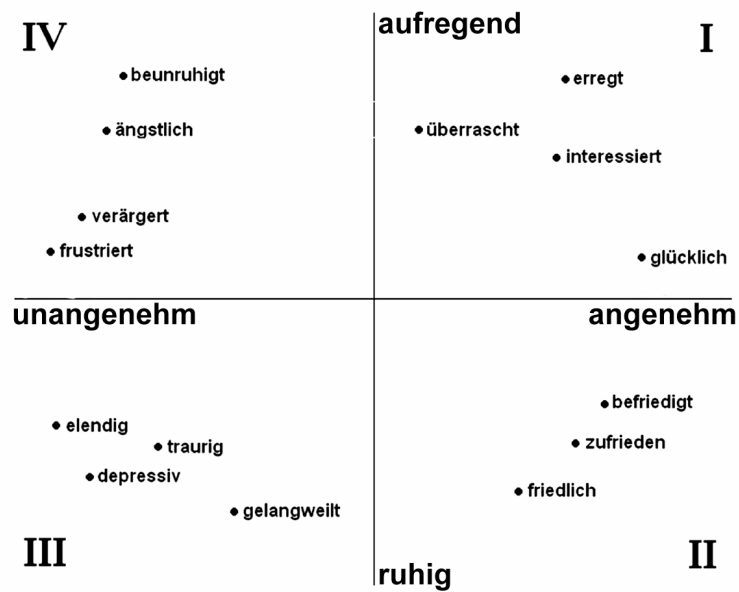 IV
aufregend
I
beunruhigt
erregt
ängstlich
überrascht
interessiert
verärgert
frustriert
glücklich
unangenehm
angenehm
befriedigt
elendig
traurig
zufrieden
depressiv
friedlich
gelangweilt
III
II
ruhig